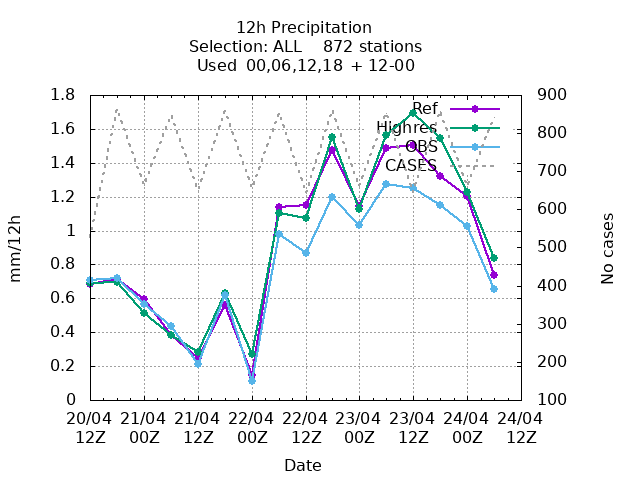 12h Precipitation
Selection: ALL 872 stations
Used 00,06,12,18 + 12-00
1.8
1.6
1.4
1.2
1
0.8
0.6
0.4
0.2
0
900
800
700
600
500
400
300
200
100
mm/12h
No cases
Ref
Highres
OBS
CASES
20/04 21/04 21/04 22/04 22/04 23/04 23/04 24/04 24/04
12Z 00Z 12Z 00Z 12Z 00Z 12Z 00Z 12Z
Date